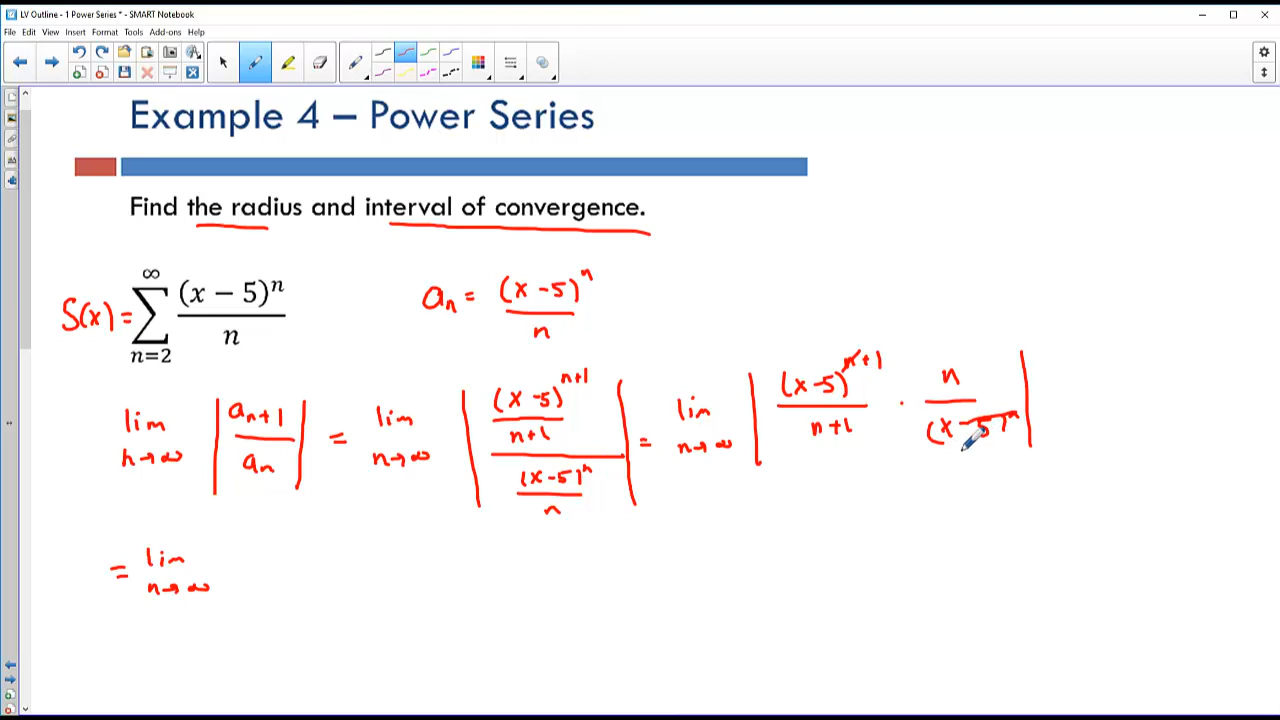 LV Outline - 1 Power Series * - SMART Notebook
File Edit View Insert Format Tools Add-ons Help
Example 4 – Power Series
Find the radius and interval of convergence.
S(x) = ∑_{n=2}^{∞} (x − 5)^n / n    a_n = (x - 5)^n / n
lim_{n→∞} | a_{n+1} / a_n | = lim_{n→∞} | ((x - 5)^{n+1} / (n+1)) / ((x - 5)^n / n) | = lim_{n→∞} | (x - 5)^{n+1} / (n+1) · n / (x - 5)^n |
= lim_{n→∞}